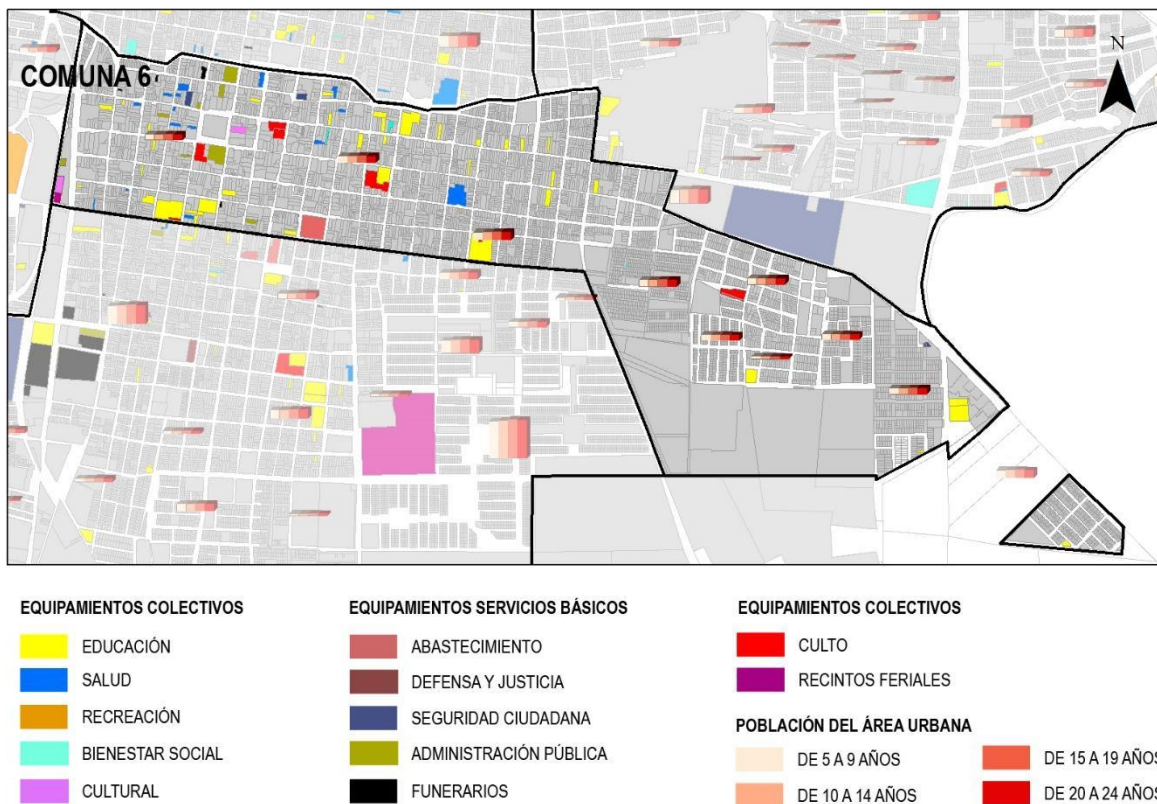 COMUNA 6
N
EQUIPAMIENTOS COLECTIVOS
EDUCACIÓN
SALUD
RECREACIÓN
BIENESTAR SOCIAL
CULTURAL
EQUIPAMIENTOS SERVICIOS BÁSICOS
ABASTECIMIENTO
DEFENSA Y JUSTICIA
SEGURIDAD CIUDADANA
ADMINISTRACIÓN PÚBLICA
FUNERARIOS
EQUIPAMIENTOS COLECTIVOS
CULTO
RECINTOS FERIALES
POBLACIÓN DEL ÁREA URBANA
DE 5 A 9 AÑOS
DE 10 A 14 AÑOS
DE 15 A 19 AÑOS
DE 20 A 24 AÑOS